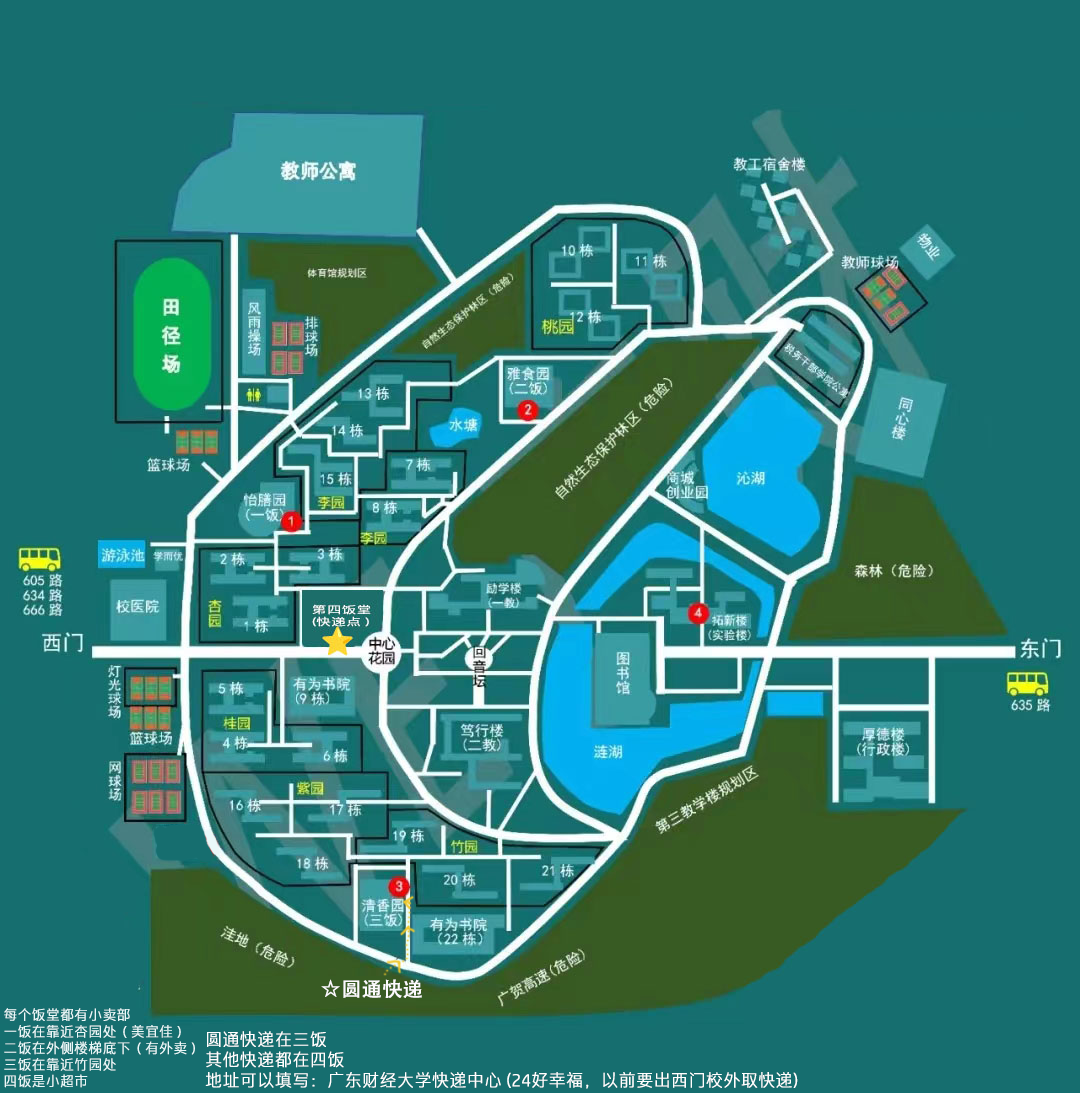 教师公寓
教工宿舍楼
物业
教师球场
体育馆规划区
自然生态保护林区(危险)
10 栋
11 栋
12 栋
桃园
田径场
风雨操场
排球场
税务干部学院公寓
雅食园
(二饭)
2
13 栋
14 栋
水塘
自然生态保护林区(危险)
同心楼
篮球场
15 栋
李园
7 栋
8 栋
李园
商城
创业园
沁湖
怡膳园
(一饭)
1
游泳池
学而优
2 栋
3 栋
605 路
634 路
666 路
校医院
杏园
1 栋
第四饭堂
(快递点)
励学楼
(一教)
4
拓新楼
(实验楼)
森林（危险）
西门
中心
花园
回音坛
图书馆
东门
635 路
灯光球场
篮球场
5 栋
桂园
4 栋
6 栋
有为书院
(9 栋)
笃行楼
(二教)
涟湖
厚德楼
(行政楼)
网球场
紫园
16 栋
17 栋
18 栋
19 栋
竹园
20 栋
21 栋
第三教学楼规划区
3
清香园
(三饭)
有为书院
(22 栋)
洼地（危险）
广贺高速(危险)
☆圆通快递
每个饭堂都有小卖部
一饭在靠近杏园处（美宜佳）
二饭在外侧楼梯底下（有外卖）
三饭在靠近竹园处
四饭是小超市
圆通快递在三饭
其他快递都在四饭
地址可以填写：广东财经大学快递中心 (24好幸福，以前要出西门校外取快递)